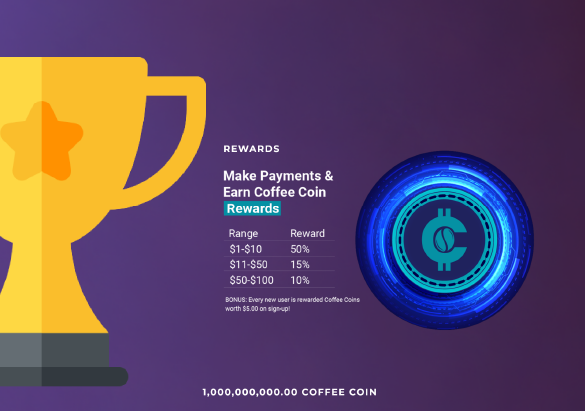 REWARDS
Make Payments &
Earn Coffee Coin
Rewards
Range Reward
$1-$10 50%
$11-$50 15%
$50-$100 10%
BONUS: Every new user is rewarded Coffee Coins
worth $5.00 on sign-up!
1,000,000,000.00 COFFEE COIN